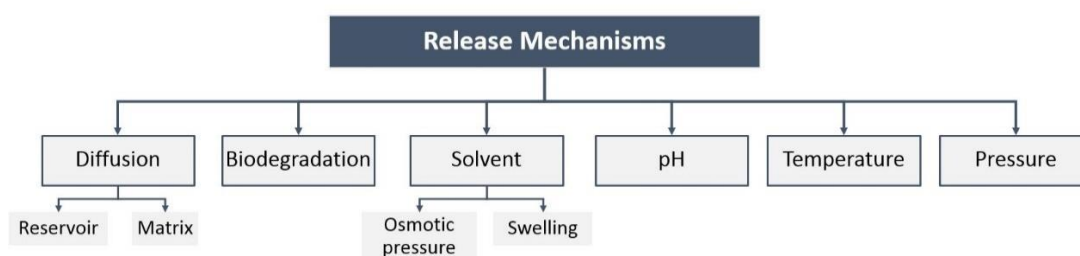 Release Mechanisms
Diffusion
Biodegradation
Solvent
pH
Temperature
Pressure
Reservoir
Matrix
Osmotic
pressure
Swelling